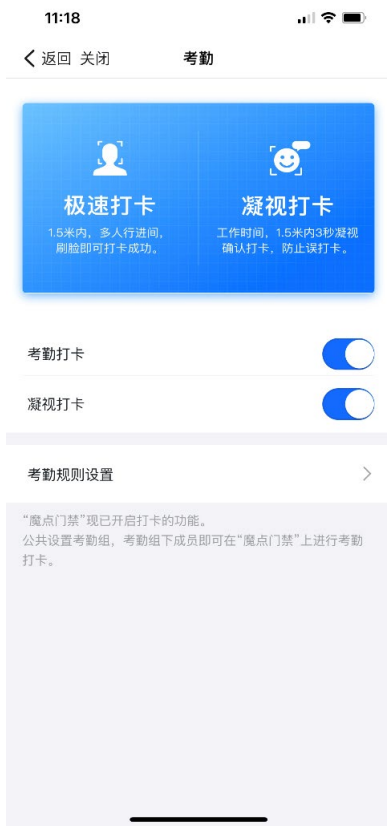 11:18
返回 关闭 考勤
极速打卡
1.5米内，多人行进间，
刷脸即可打卡成功。
凝视打卡
工作时间，1.5米内3秒凝视
确认打卡，防止误打卡。
考勤打卡
凝视打卡
考勤规则设置
“魔点门禁”现已开启打卡的功能。
公共设置考勤组，考勤组下成员即可在“魔点门禁”上进行考勤
打卡。